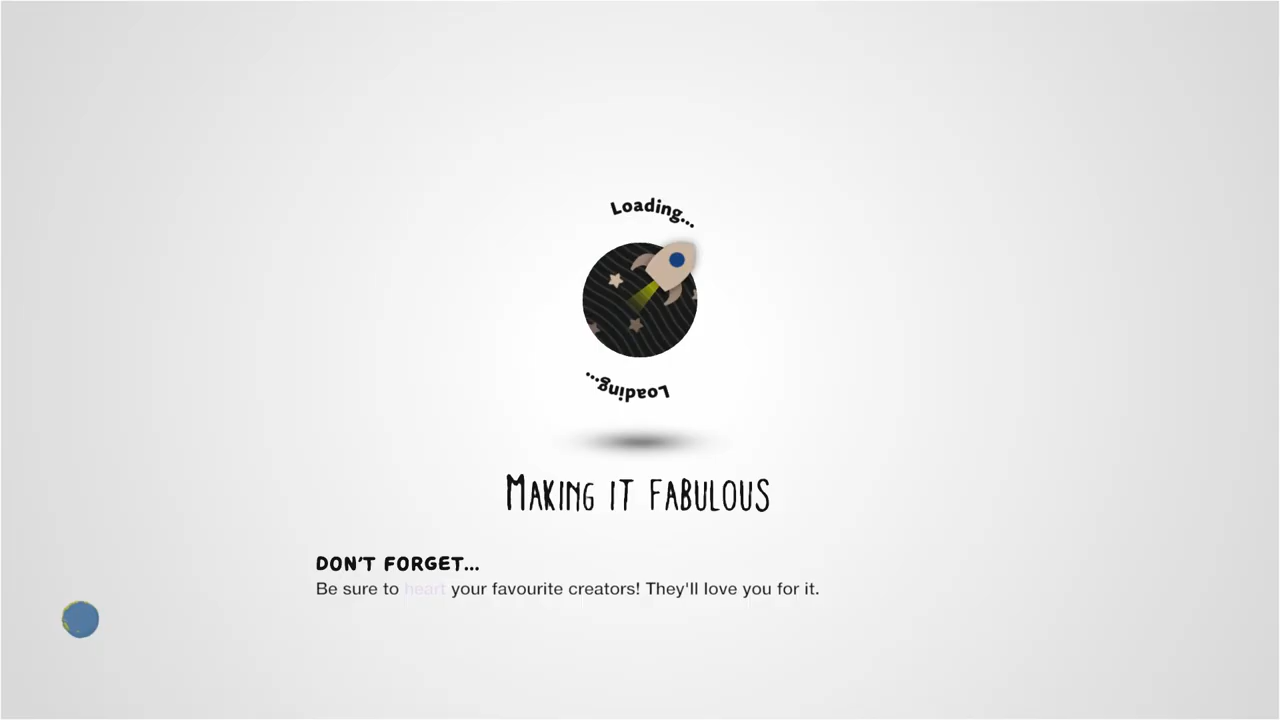 Loading...
Loading...
Making it fabulous
DON'T FORGET...
Be sure to heart your favourite creators! They'll love you for it.